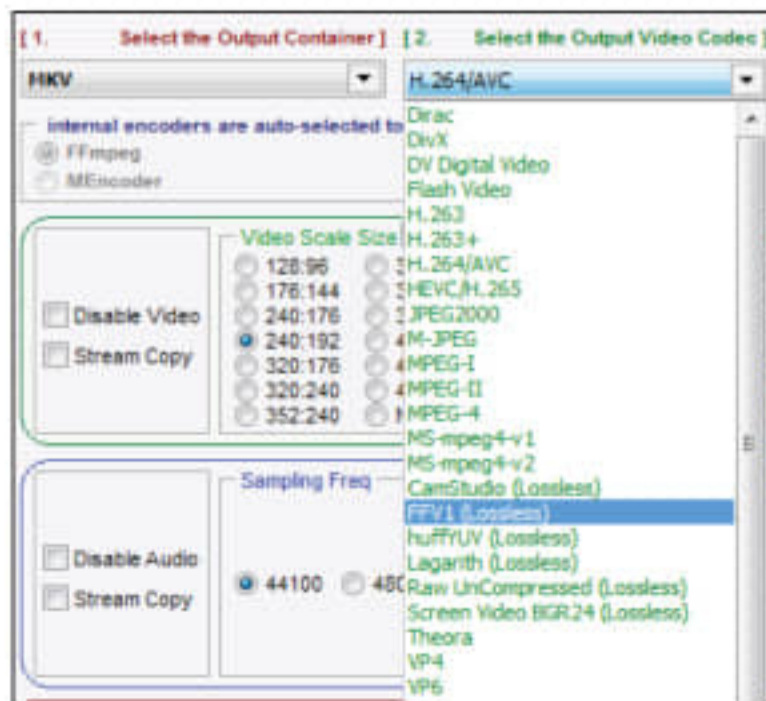 [ 1. Select the Output Container ]
MKV
internal encoders are auto-selected to
FFmpeg
MEncoder
Disable Video
Stream Copy
Video Scale Size
128:96
176:144
240:176
240:192
320:176
320:240
352:240
Disable Audio
Stream Copy
Sampling Freq
44100
480
[ 2. Select the Output Video Codec ]
H.264/AVC
Dirac
DivX
DV Digital Video
Flash Video
H.263
H.263+
H.264/AVC
HEVC/H.265
JPEG2000
M-JPEG
MPEG-I
MPEG-II
MPEG-4
MS-mpeg4-v1
MS-mpeg4-v2
CamStudio (Lossless)
FFV1 (Lossless)
huffYUV (Lossless)
Lagarith (Lossless)
Raw UnCompressed (Lossless)
Screen Video BGR24 (Lossless)
Theora
VP4
VP6